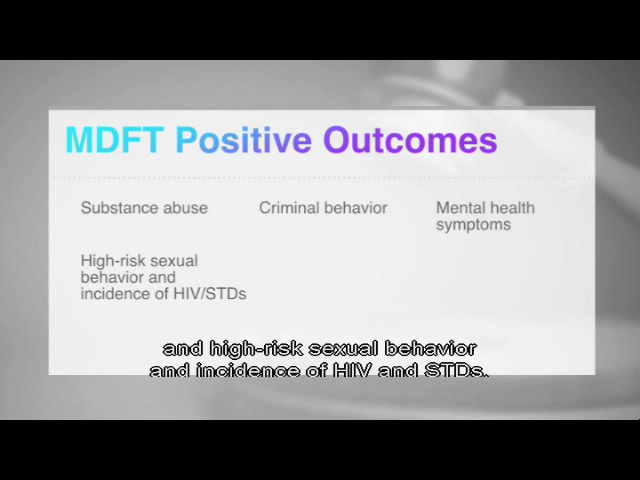 MDFT Positive Outcomes
Substance abuse
Criminal behavior
Mental health
symptoms
High-risk sexual
behavior and
incidence of HIV/STDs
and high-risk sexual behavior
and incidence of HIV and STDs.